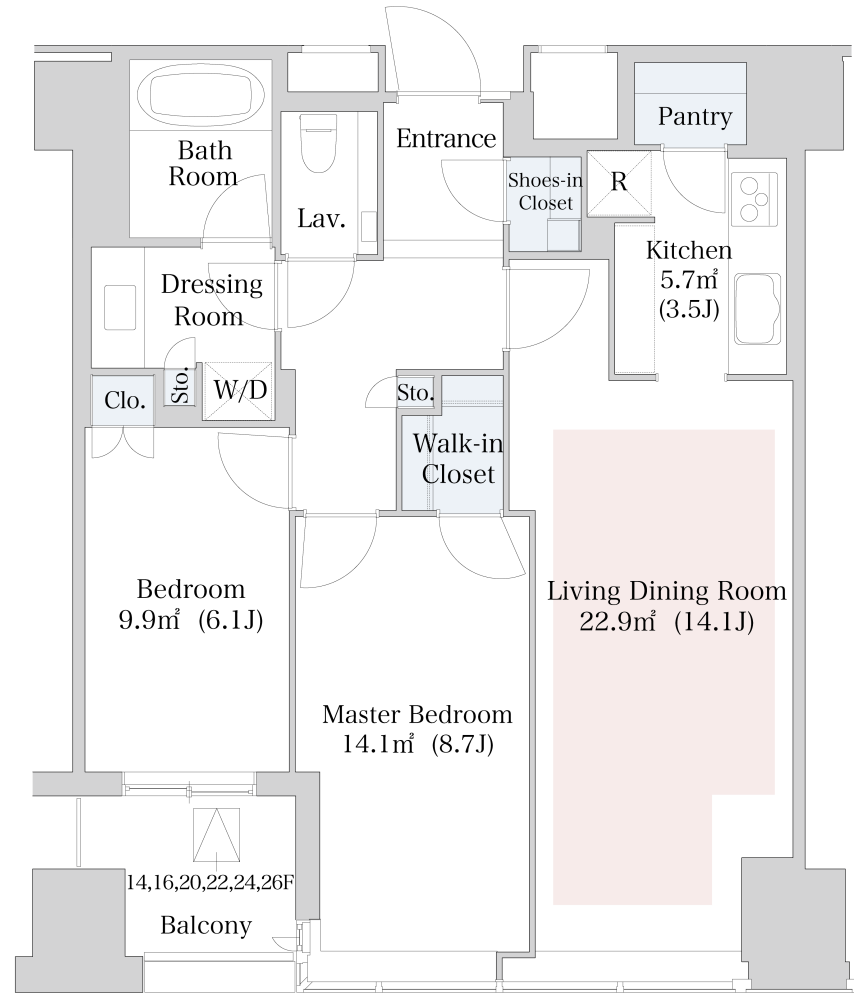 Entrance
Pantry
Bath
Room
Lav.
Shoes-in
Closet
R
Kitchen
5.7㎡
(3.5J)
Dressing
Room
Sto.
W/D
Clo.
Sto.
Walk-in
Closet
Bedroom
9.9㎡ (6.1J)
Living Dining Room
22.9㎡ (14.1J)
Master Bedroom
14.1㎡ (8.7J)
14,16,20,22,24,26F
Balcony